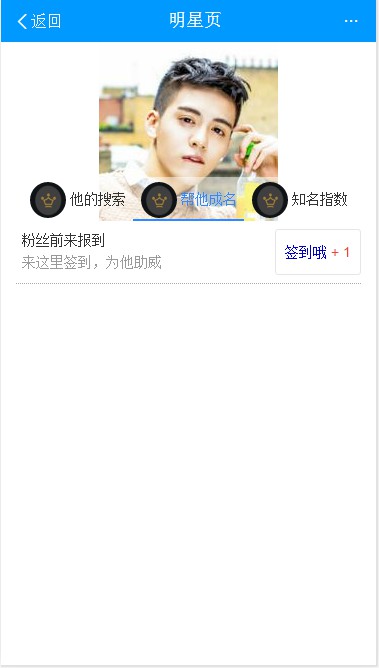 返回
明星页
···
他的搜索
帮他成名
知名指数
粉丝前来报到
来这里签到，为他助威
签到哦 + 1